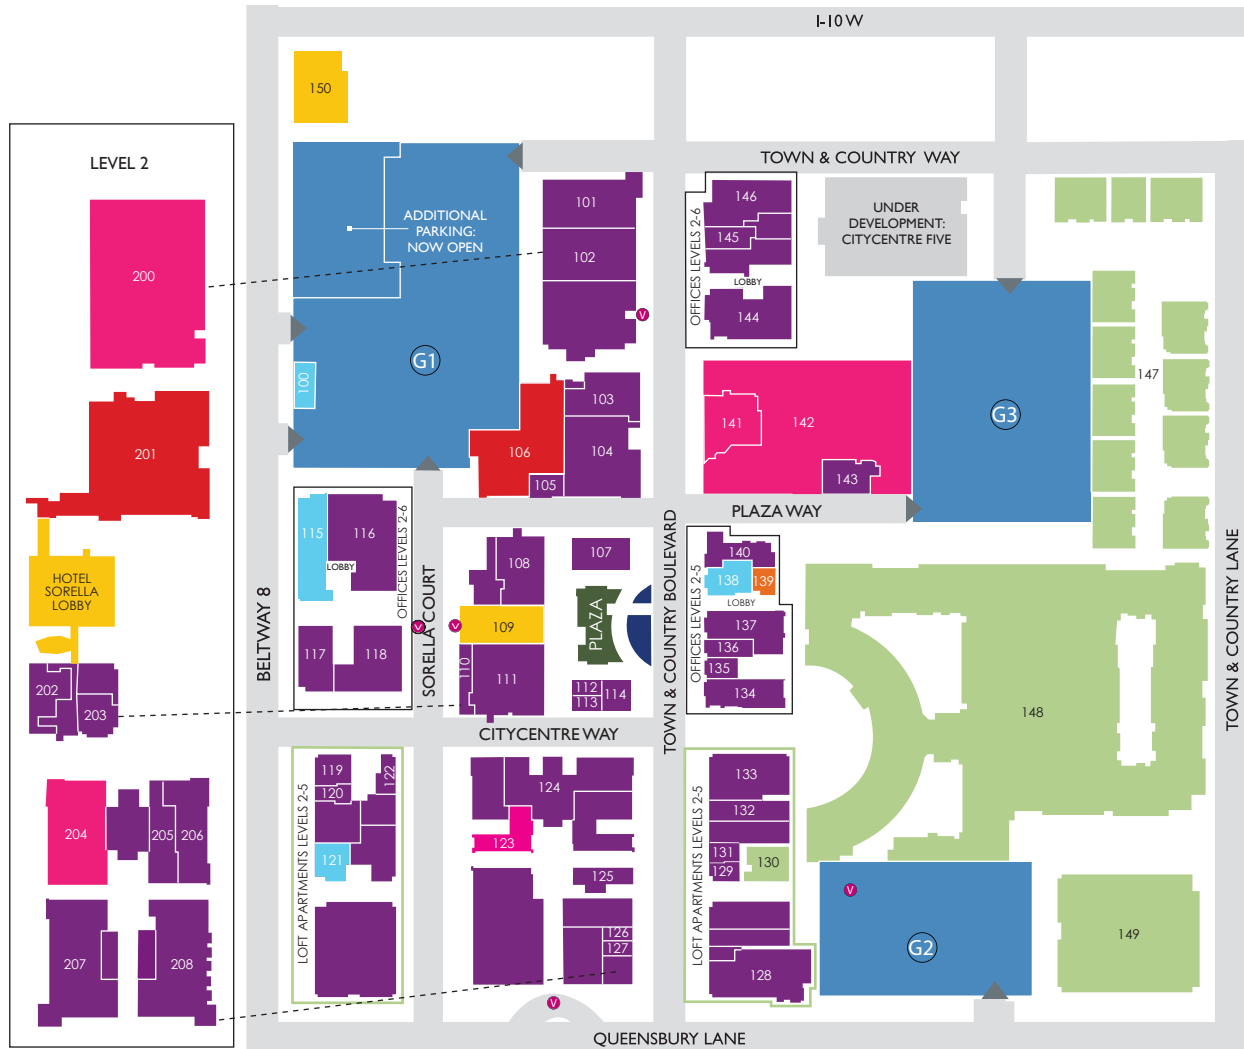 I-10 W
150
LEVEL 2
TOWN & COUNTRY WAY
200
ADDITIONAL
PARKING:
NOW OPEN
101
102
OFFICES LEVELS 2-6
146
145
LOBBY
144
UNDER
DEVELOPMENT:
CITYCENTRE FIVE
V
G1
100
103
104
105
106
141
142
143
G3
147
201
PLAZA WAY
HOTEL
SORELLA
LOBBY
202
203
BELTWAY 8
115
116
LOBBY
OFFICES LEVELS 2-6
117
118
V
SORELLA COURT
V
108
109
110
111
107
PLAZA
112
113
114
TOWN & COUNTRY BOULEVARD
OFFICES LEVELS 2-5
140
138
139
LOBBY
137
136
135
134
148
TOWN & COUNTRY LANE
CITYCENTRE WAY
204
205
206
207
208
LOFT APARTMENTS LEVELS 2-5
119
120
122
121
124
123
125
126
127
V
LOFT APARTMENTS LEVELS 2-5
133
132
131
129
130
128
V
G2
149
QUEENSBURY LANE